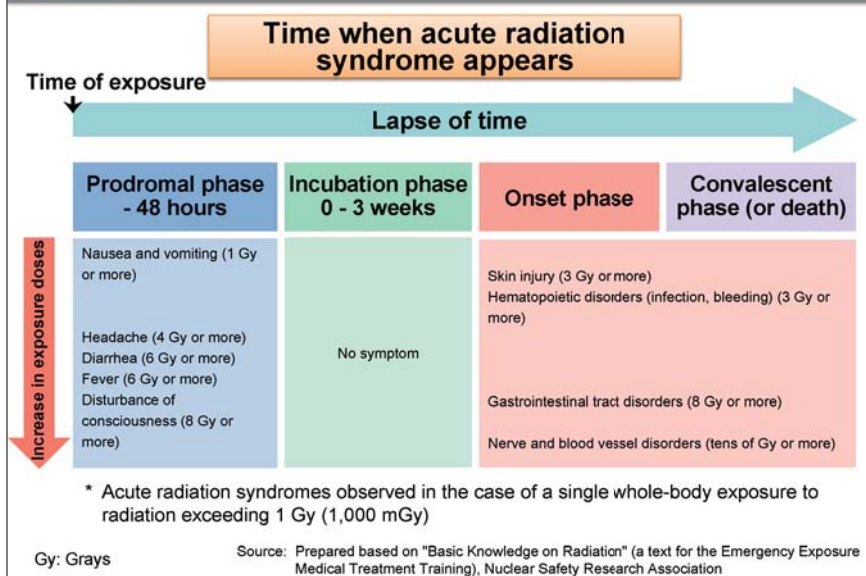 Time when acute radiation
syndrome appears
Time of exposure
Lapse of time
Prodromal phase
- 48 hours
Incubation phase
0 - 3 weeks
Onset phase
Convalescent
phase (or death)
Increase in exposure doses
Nausea and vomiting (1 Gy
or more)
Headache (4 Gy or more)
Diarrhea (6 Gy or more)
Fever (6 Gy or more)
Disturbance of
consciousness (8 Gy or
more)
No symptom
Skin injury (3 Gy or more)
Hematopoietic disorders (infection, bleeding) (3 Gy or
more)
Gastrointestinal tract disorders (8 Gy or more)
Nerve and blood vessel disorders (tens of Gy or more)
* Acute radiation syndromes observed in the case of a single whole-body exposure to
radiation exceeding 1 Gy (1,000 mGy)
Gy: Grays
Source: Prepared based on "Basic Knowledge on Radiation" (a text for the Emergency Exposure
Medical Treatment Training), Nuclear Safety Research Association